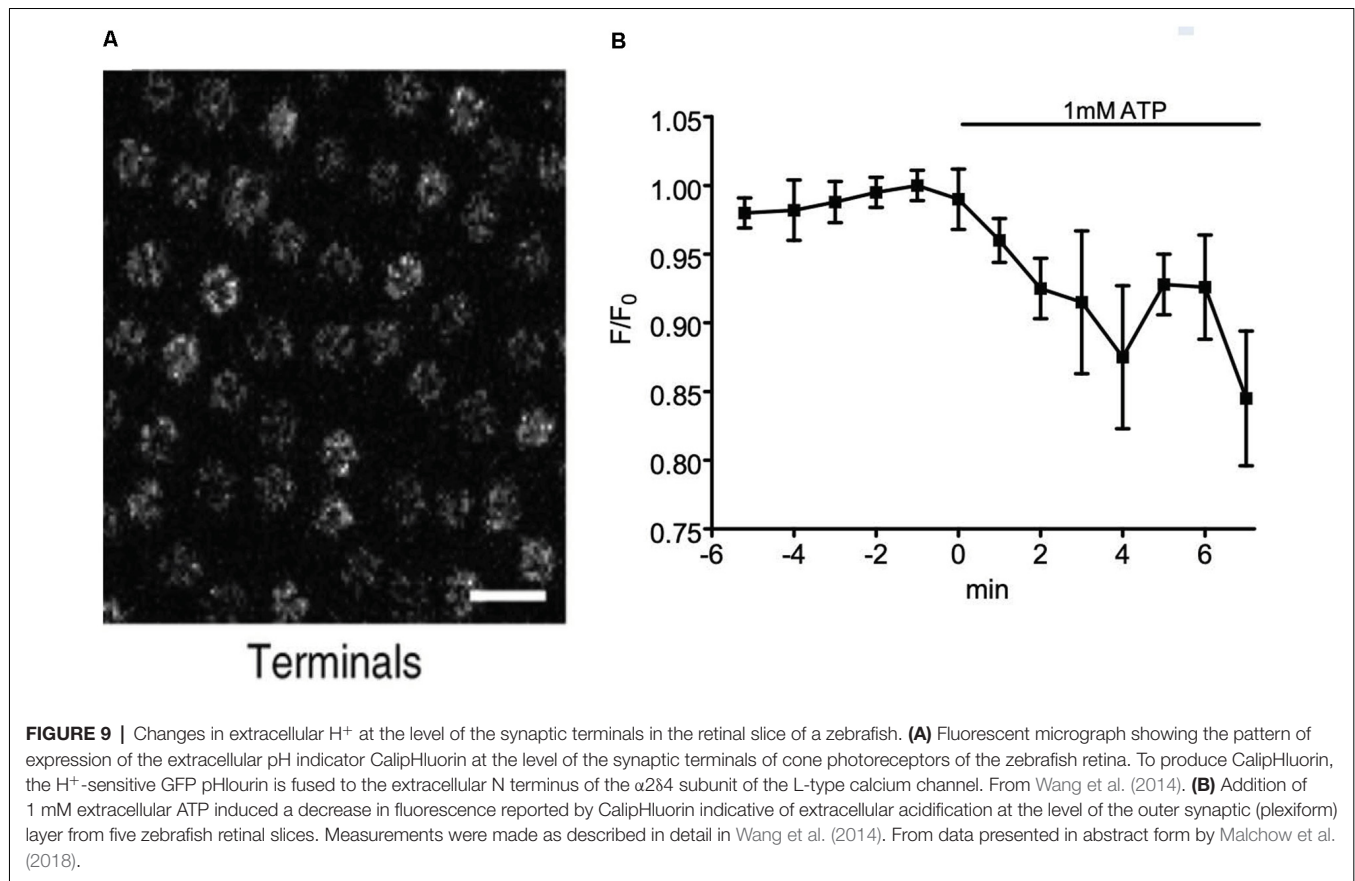 A
B
1mM ATP
1.05
1.00
0.95
0.90
0.85
0.80
0.75
F/F0
-6 -4 -2 0 2 4 6
min
Terminals
FIGURE 9 | Changes in extracellular H+ at the level of the synaptic terminals in the retinal slice of a zebrafish. (A) Fluorescent micrograph showing the pattern of
expression of the extracellular pH indicator CalipHluorin at the level of the synaptic terminals of cone photoreceptors of the zebrafish retina. To produce CalipHluorin,
the H+-sensitive GFP pHlourin is fused to the extracellular N terminus of the α2δ4 subunit of the L-type calcium channel. From Wang et al. (2014). (B) Addition of
1 mM extracellular ATP induced a decrease in fluorescence reported by CalipHluorin indicative of extracellular acidification at the level of the outer synaptic (plexiform)
layer from five zebrafish retinal slices. Measurements were made as described in detail in Wang et al. (2014). From data presented in abstract form by Malchow et al.
(2018).